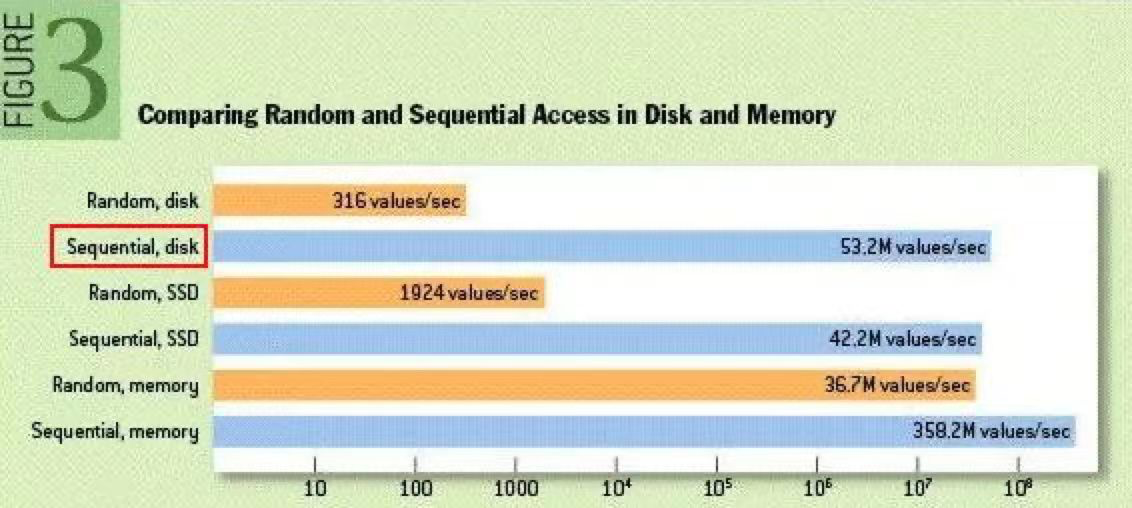 FIGURE
3
Comparing Random and Sequential Access in Disk and Memory
Random, disk 316 values/sec
Sequential, disk 53.2M values/sec
Random, SSD 1924 values/sec
Sequential, SSD 42.2M values/sec
Random, memory 36.7M values/sec
Sequential, memory 358.2M values/sec
10 100 1000 10⁴ 10⁵ 10⁶ 10⁷ 10⁸